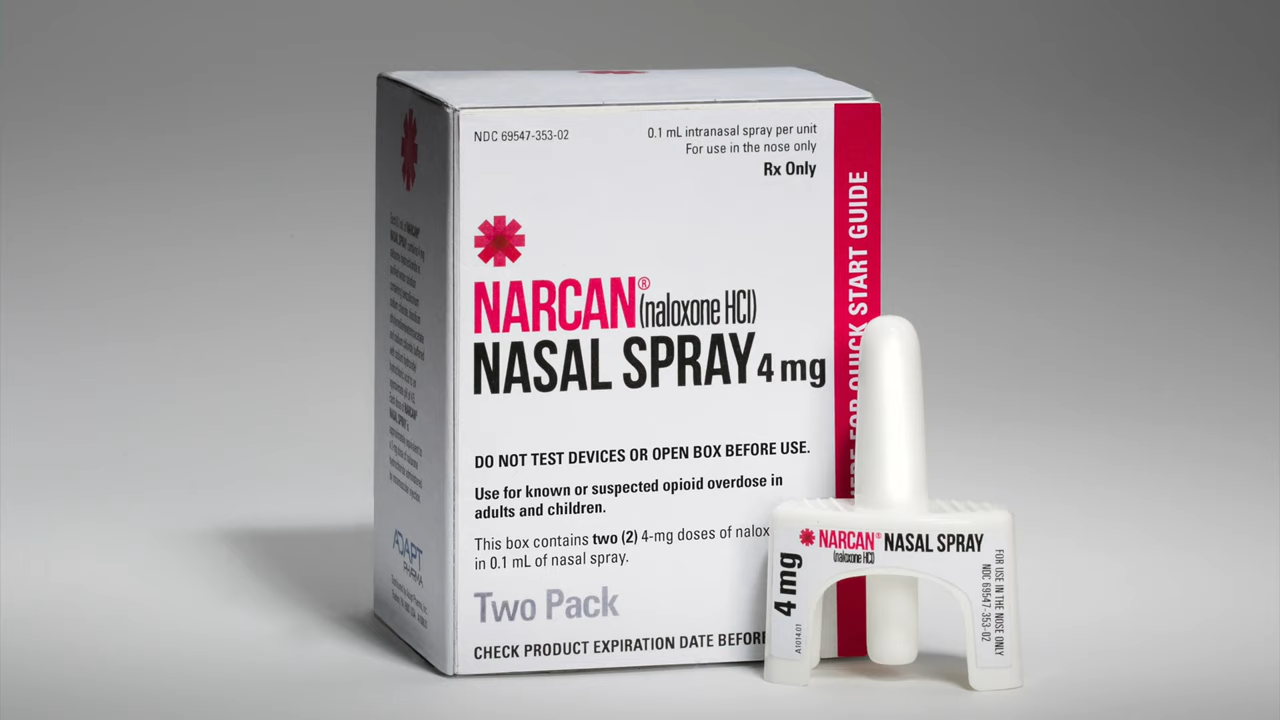 NDC 69547-353-02
0.1 mL intranasal spray per unit
For use in the nose only
Rx Only
NARCAN® (naloxone HCl)
NASAL SPRAY 4 mg
DO NOT TEST DEVICES OR OPEN BOX BEFORE USE.
Use for known or suspected opioid overdose in
adults and children.
This box contains two (2) 4-mg doses of nalox
in 0.1 mL of nasal spray.
Two Pack
CHECK PRODUCT EXPIRATION DATE BEFOR
FOR QUICK START GUIDE
ADAPT
PHARMA
NARCAN® NASAL SPRAY
(naloxone HCl)
4 mg
A1014.01
FOR USE IN THE NOSE ONLY
NDC 69547-353-02